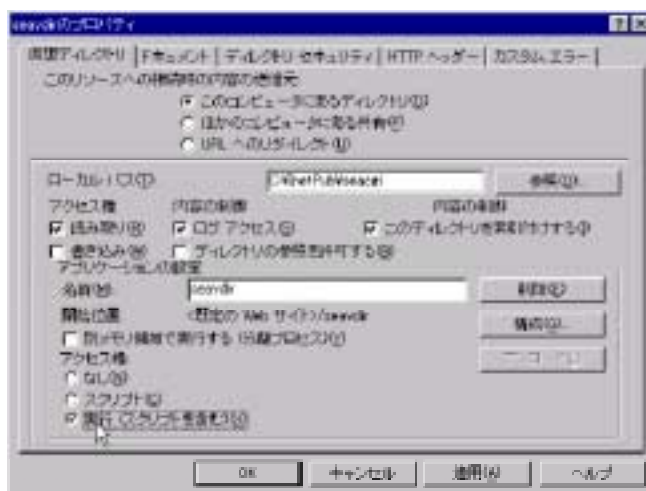 seavdirのプロパティ
仮想ディレクトリ ドキュメント ディレクトリ セキュリティ HTTP ヘッダー カスタム エラー
このリソースへの接続時の内容の送信元
このコンピュータにあるディレクトリ(D)
ほかのコンピュータにある共有(P)
URL へのリダイレクト(U)
ローカル パス(T) 参照(O)...
アクセス権 内容の制御 内容の制御
読み取り(R) ログ アクセス(G) このディレクトリを索引付けする(I)
書き込み(W) ディレクトリの参照を許可する(B)
アプリケーションの設定
名前(M): seavdir 削除(E)
開始位置 <既定の Web サイト>/seavdir
構成(G)...
別メモリ領域で実行する (分離プロセス)(Y)
アクセス権
なし(N)
スクリプト(C)
実行 (スクリプトを含む)(X)
OK キャンセル 適用(A) ヘルプ